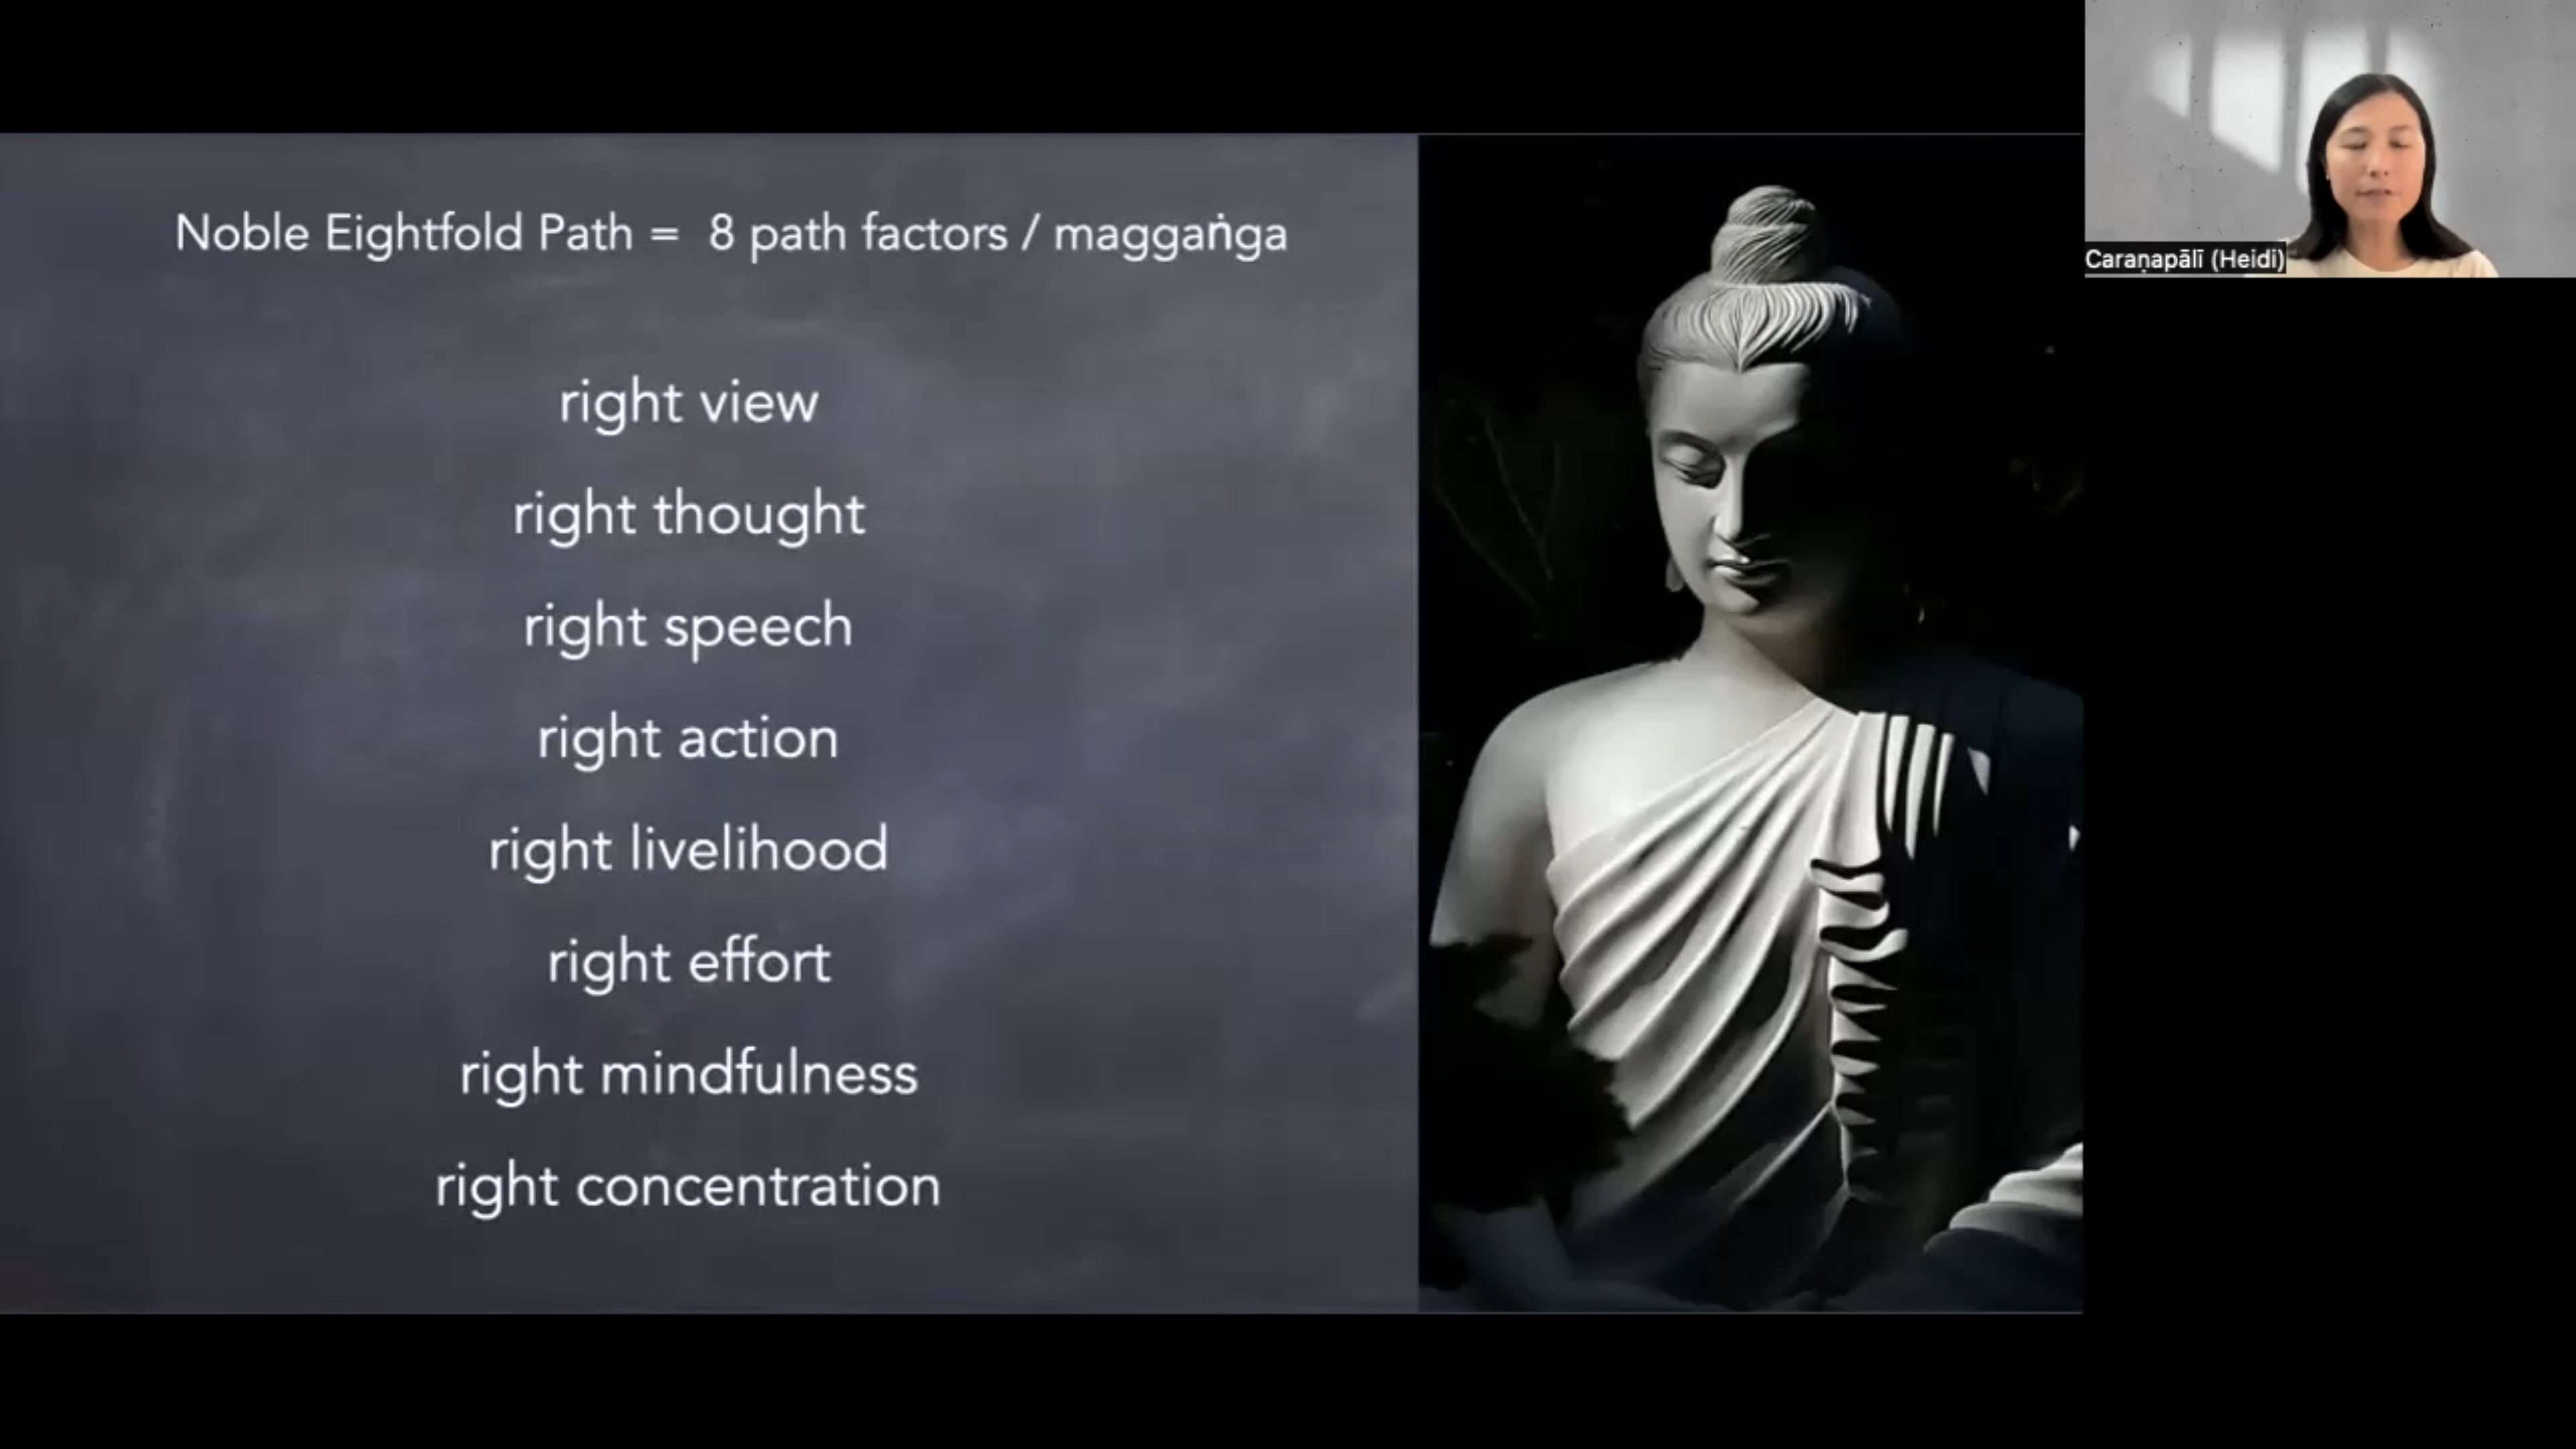 Noble Eightfold Path = 8 path factors / maggaṅga
right view
right thought
right speech
right action
right livelihood
right effort
right mindfulness
right concentration
Caraṇapālī (Heidi)